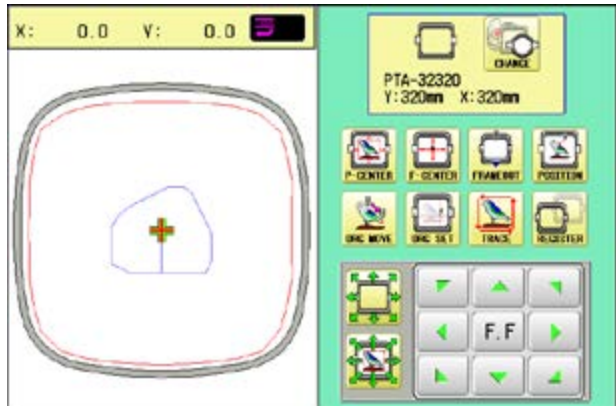 X: 0.0 Y: 0.0
CHANGE
PTA-32320
Y:320mm X:320mm
P-CENTER F-CENTER FRAMEOUT POSITION
ORG MOVE ORG SET TRACE REGISTER
F.F